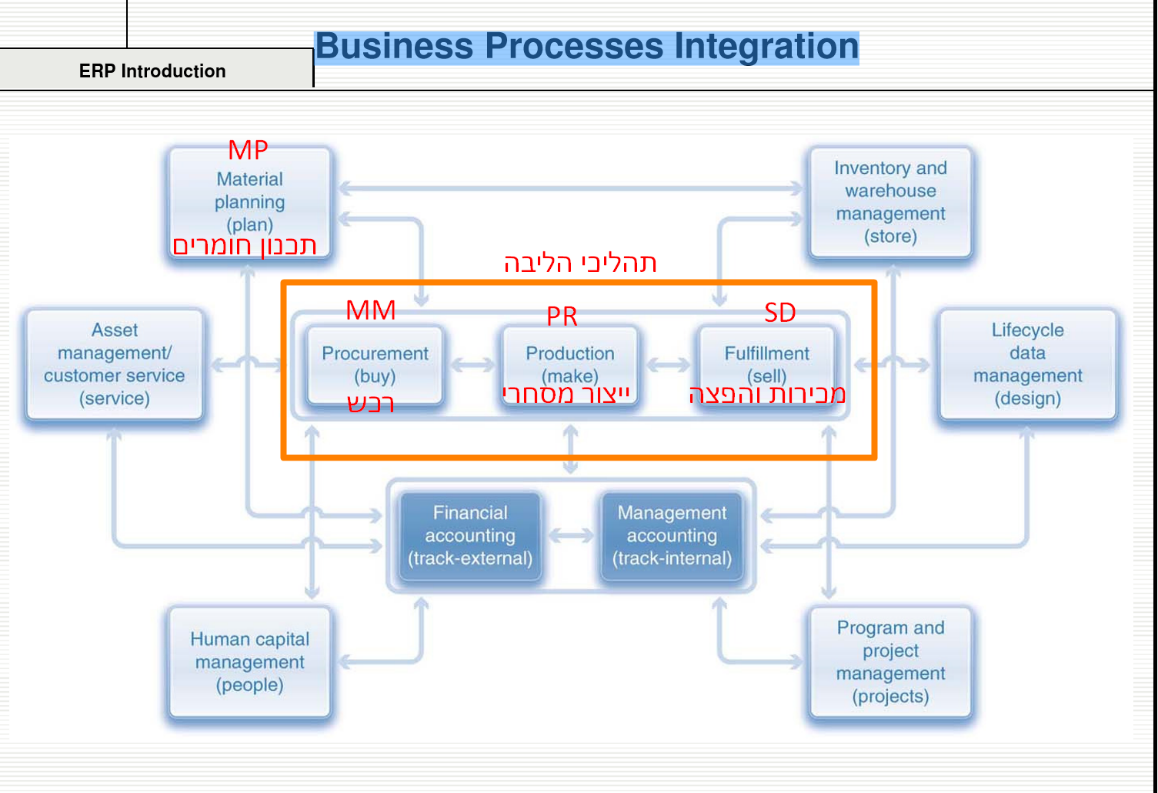 Business Processes Integration
ERP Introduction
MP
Material
planning
(plan)
תכנון חומרים
Inventory and
warehouse
management
(store)
תהליכי הליבה
Asset
management/
customer service
(service)
MM
Procurement
(buy)
רכש
PR
Production
(make)
ייצור מסחרי
SD
Fulfillment
(sell)
מכירות והפצה
Lifecycle
data
management
(design)
Financial
accounting
(track-external)
Management
accounting
(track-internal)
Human capital
management
(people)
Program and
project
management
(projects)